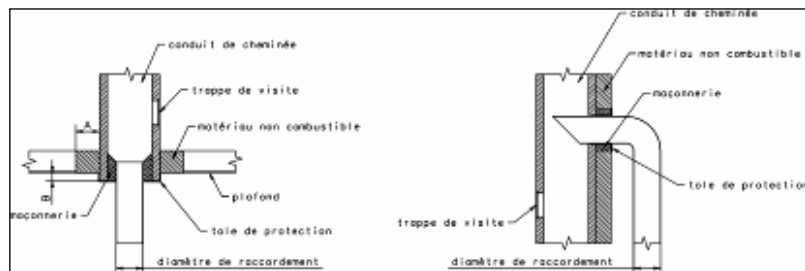 conduit de cheminée
trappe de visite
matériau non combustible
A
B
plafond
maçonnerie
tole de protection
diamètre de raccordement
conduit de cheminée
matériau
non combustible
maçonnerie
tole de protection
trappe de visite
diamètre de raccordement